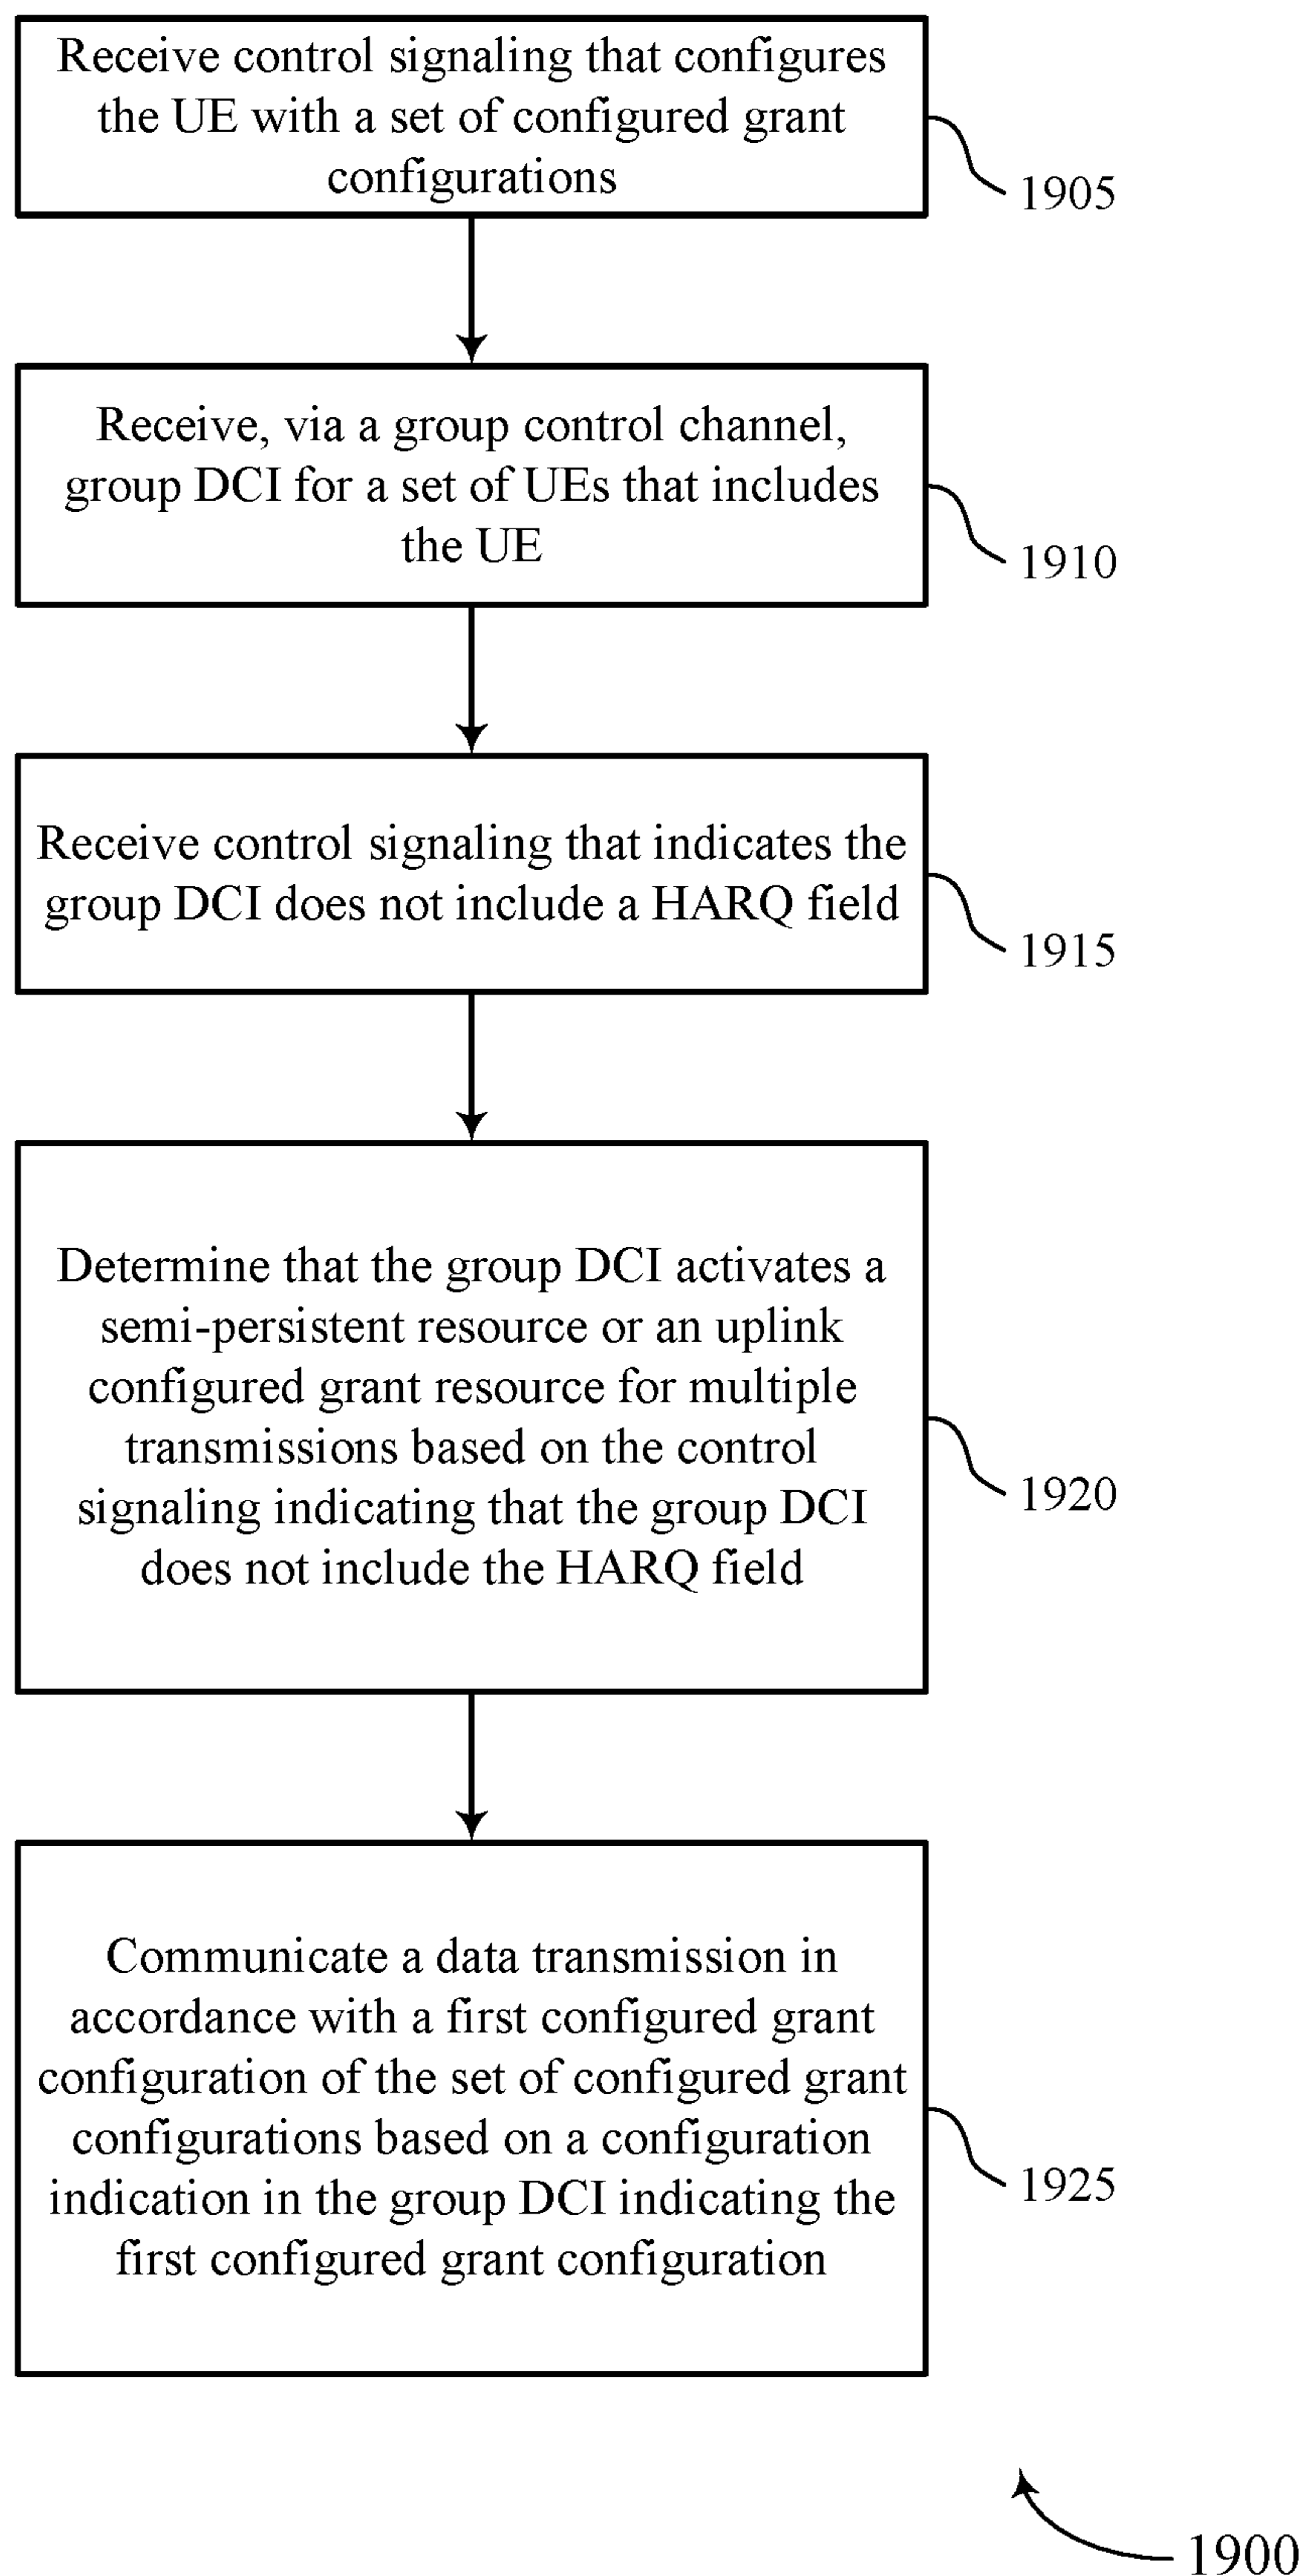 Receive control signaling that configures
the UE with a set of configured grant
configurations
1905
Receive, via a group control channel,
group DCI for a set of UEs that includes
the UE
1910
Receive control signaling that indicates the
group DCI does not include a HARQ field
1915
Determine that the group DCI activates a
semi-persistent resource or an uplink
configured grant resource for multiple
transmissions based on the control
signaling indicating that the group DCI
does not include the HARQ field
1920
Communicate a data transmission in
accordance with a first configured grant
configuration of the set of configured grant
configurations based on a configuration
indication in the group DCI indicating the
first configured grant configuration
1925
1900